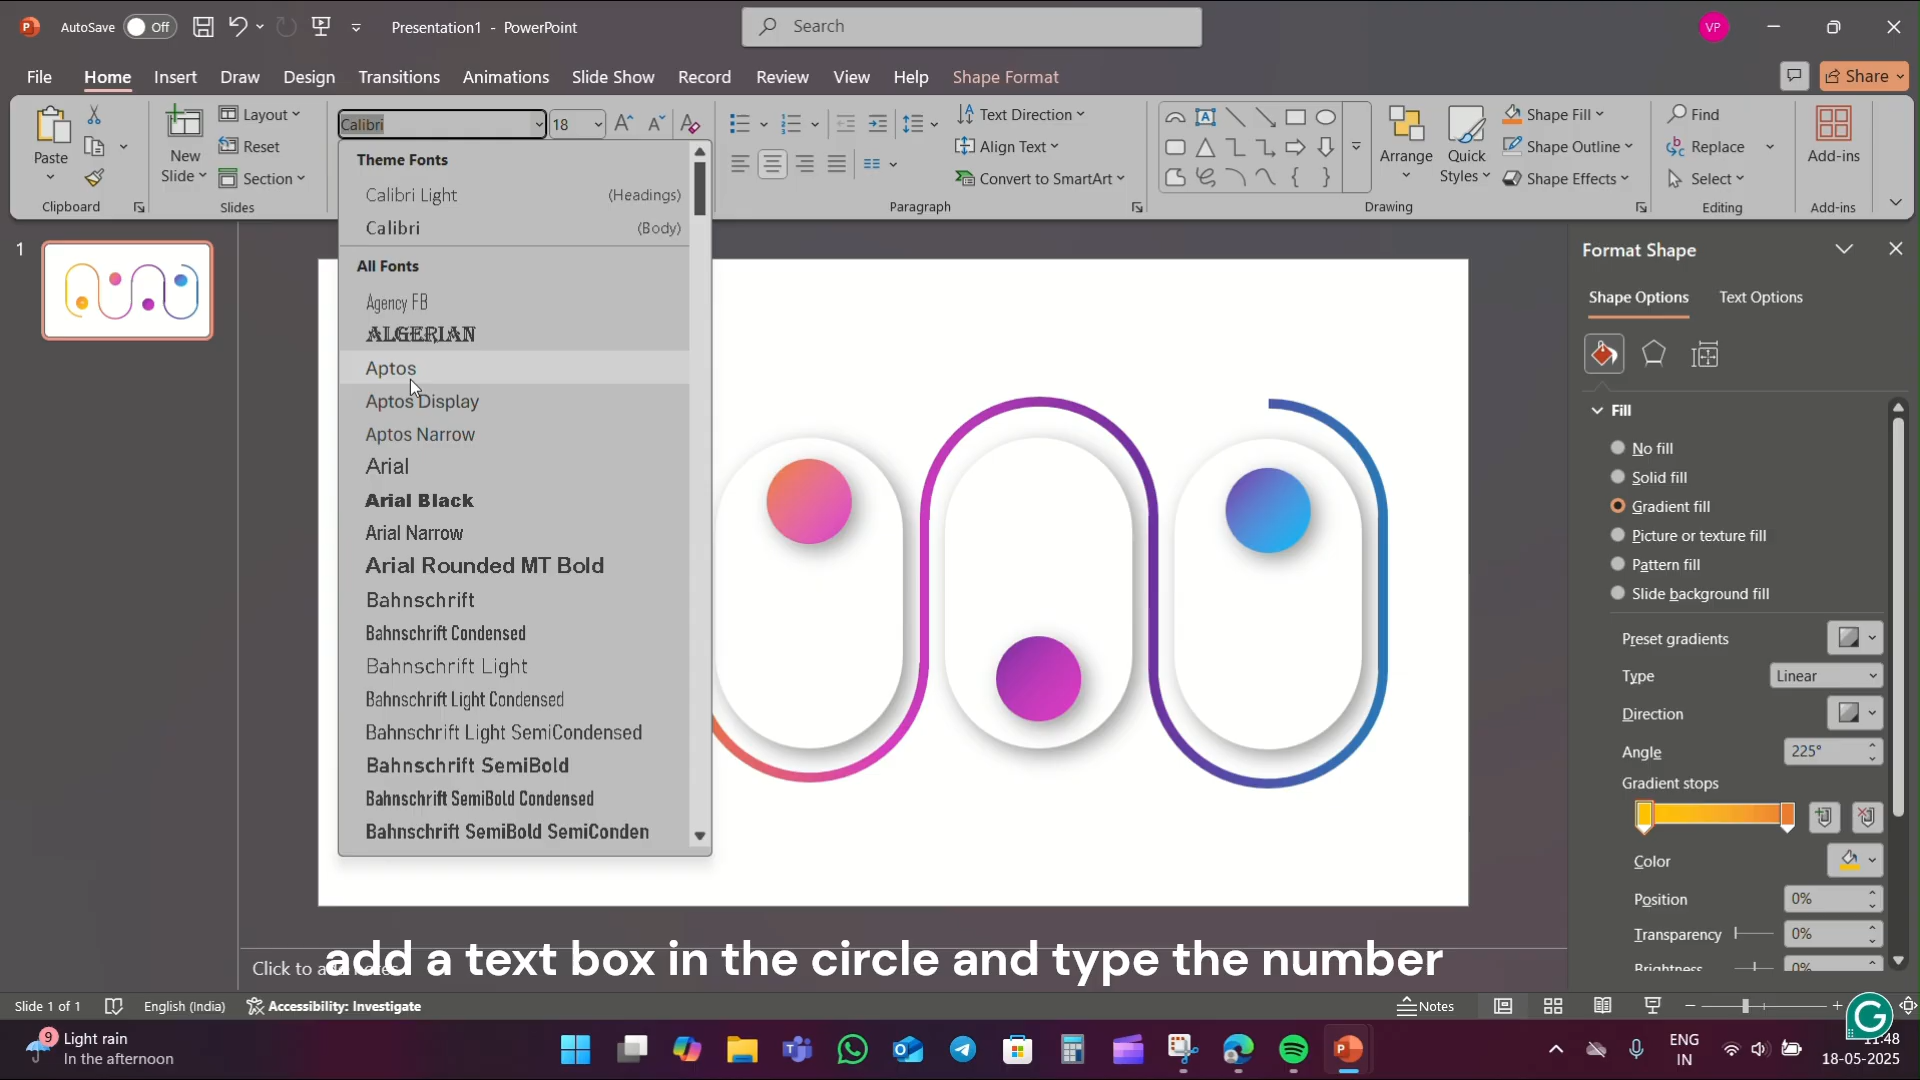 AutoSave Off Presentation1 - PowerPoint Search VP
File Home Insert Draw Design Transitions Animations Slide Show Record Review View Help Shape Format Share
Paste
Clipboard
New
Slide
Layout
Reset
Section
Slides
Calibri 18
Text Direction
Align Text
Convert to SmartArt
Paragraph
Arrange
Quick
Styles
Shape Fill
Shape Outline
Shape Effects
Drawing
Find
Replace
Select
Editing
Add-ins
Add-ins
Theme Fonts
Calibri Light (Headings)
Calibri (Body)
All Fonts
Agency FB
ALGERIAN
Aptos
Aptos Display
Aptos Narrow
Arial
Arial Black
Arial Narrow
Arial Rounded MT Bold
Bahnschrift
Bahnschrift Condensed
Bahnschrift Light
Bahnschrift Light Condensed
Bahnschrift Light SemiCondensed
Bahnschrift SemiBold
Bahnschrift SemiBold Condensed
Bahnschrift SemiBold SemiConden
1
Format Shape
Shape Options Text Options
Fill
No fill
Solid fill
Gradient fill
Picture or texture fill
Pattern fill
Slide background fill
Preset gradients
Type Linear
Direction
Angle 225°
Gradient stops
Color
Position 0%
Transparency 0%
Brightness 0%
Click to add notes
add a text box in the circle and type the number
Slide 1 of 1 English (India) Accessibility: Investigate Notes
9 Light rain
In the afternoon
ENG
IN
11:48
18-05-2025